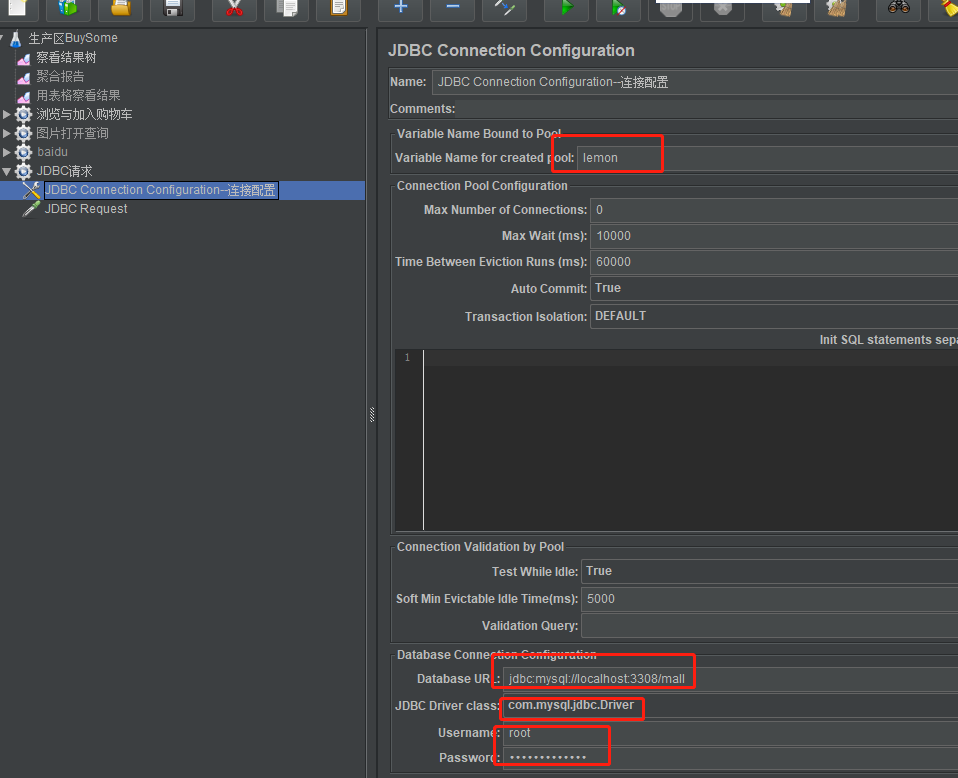 生产区BuySome
察看结果树
聚合报告
用表格察看结果
浏览与加入购物车
图片打开查询
baidu
JDBC请求
JDBC Connection Configuration--连接配置
JDBC Request
JDBC Connection Configuration
Name: JDBC Connection Configuration--连接配置
Comments:
Variable Name Bound to Pool
Variable Name for created pool: lemon
Connection Pool Configuration
Max Number of Connections: 0
Max Wait (ms): 10000
Time Between Eviction Runs (ms): 60000
Auto Commit: True
Transaction Isolation: DEFAULT
Init SQL statements sepa
1
Connection Validation by Pool
Test While Idle: True
Soft Min Evictable Idle Time(ms): 5000
Validation Query:
Database Connection Configuration
Database URL: jdbc:mysql://localhost:3308/mall
JDBC Driver class: com.mysql.jdbc.Driver
Username: root
Password: •••••••••••••